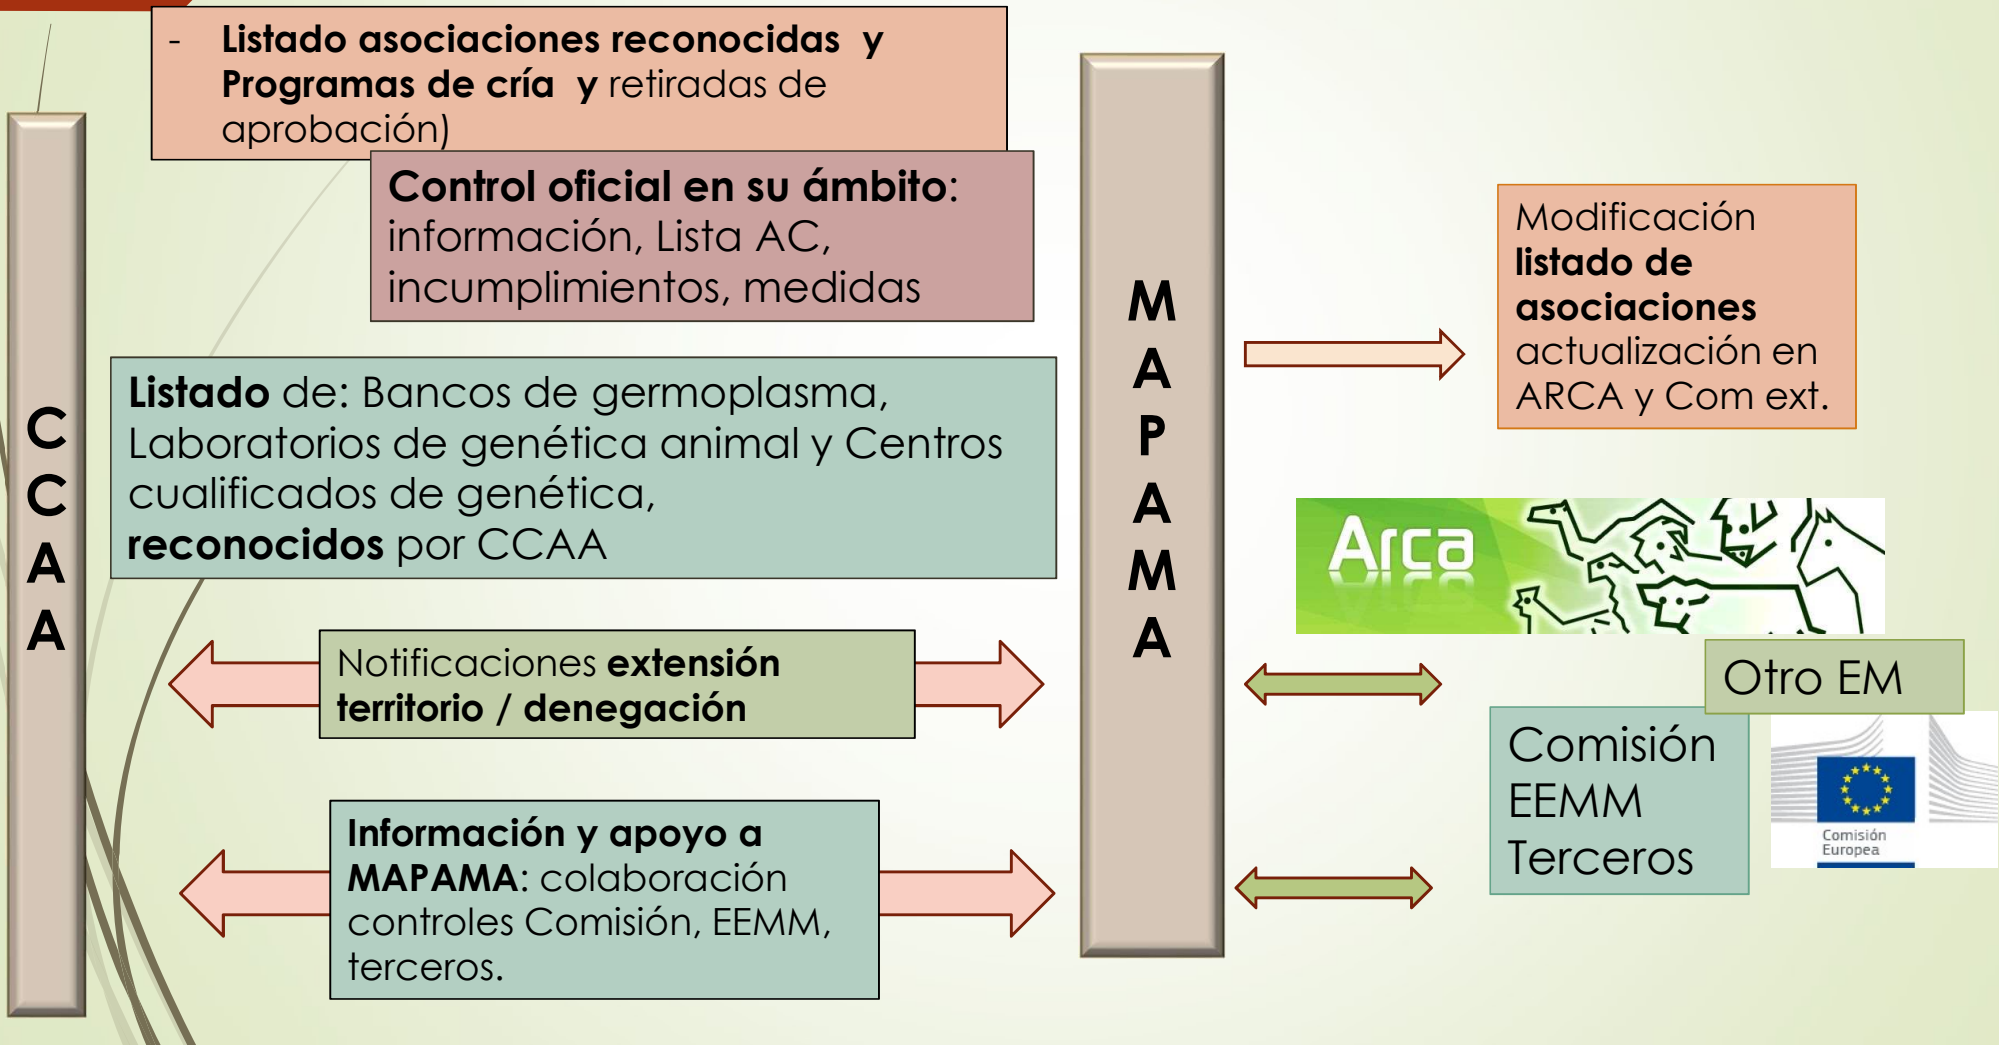 - Listado asociaciones reconocidas y
Programas de cría y retiradas de
aprobación)
Control oficial en su ámbito:
información, Lista AC,
incumplimientos, medidas
Listado de: Bancos de germoplasma,
Laboratorios de genética animal y Centros
cualificados de genética,
reconocidos por CCAA
Notificaciones extensión
territorio / denegación
Información y apoyo a
MAPAMA: colaboración
controles Comisión, EEMM,
terceros.
C
C
A
A
M
A
P
A
M
A
Modificación
listado de
asociaciones
actualización en
ARCA y Com ext.
Arca
Otro EM
Comisión
EEMM
Terceros
Comisión
Europea